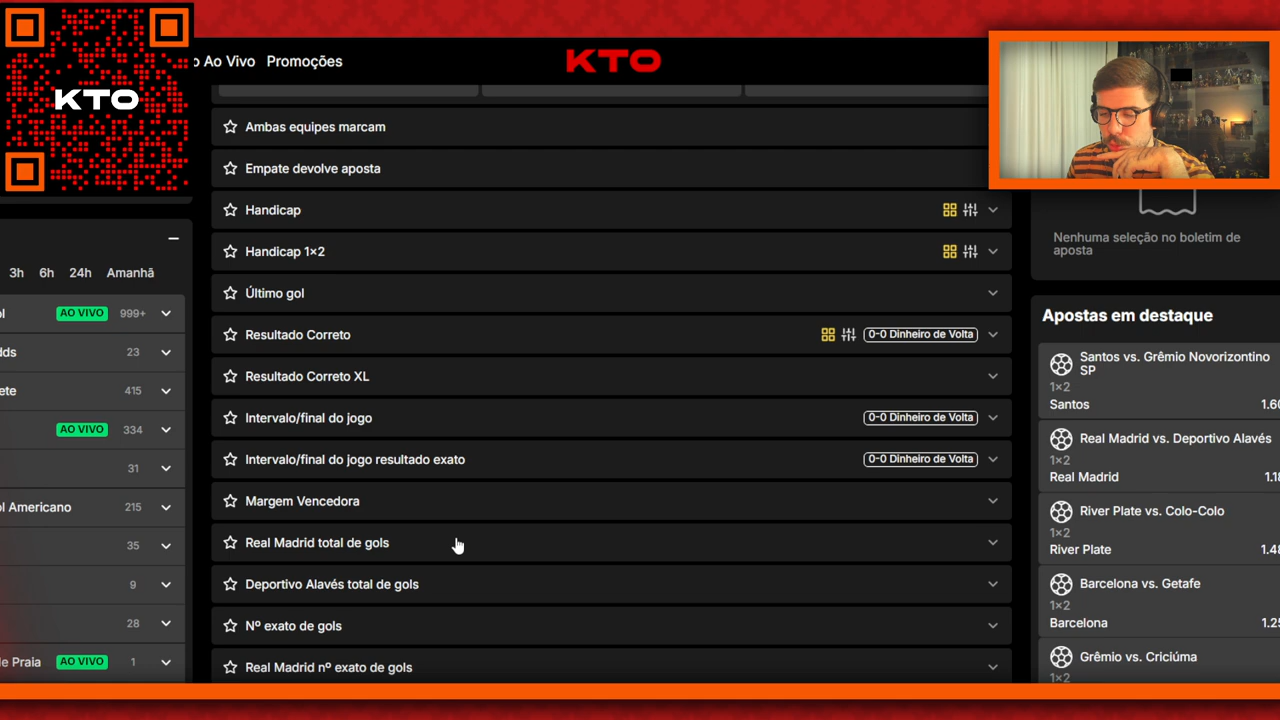 KTO
o Ao Vivo Promoções
KTO
Ambas equipes marcam
Empate devolve aposta
Handicap
Handicap 1×2
Último gol
Resultado Correto
0-0 Dinheiro de Volta
Resultado Correto XL
Intervalo/final do jogo
0-0 Dinheiro de Volta
Intervalo/final do jogo resultado exato
0-0 Dinheiro de Volta
Margem Vencedora
Real Madrid total de gols
Deportivo Alavés total de gols
Nº exato de gols
Real Madrid nº exato de gols
3h 6h 24h Amanhã
ol AO VIVO 999+
dds 23
ete 415
AO VIVO 334
31
ol Americano 215
35
9
28
de Praia AO VIVO 1
Nenhuma seleção no boletim de
aposta
Apostas em destaque
Santos vs. Grêmio Novorizontino
SP
1×2
Santos 1.60
Real Madrid vs. Deportivo Alavés
1×2
Real Madrid 1.18
River Plate vs. Colo-Colo
1×2
River Plate 1.48
Barcelona vs. Getafe
1×2
Barcelona 1.25
Grêmio vs. Criciúma
1×2